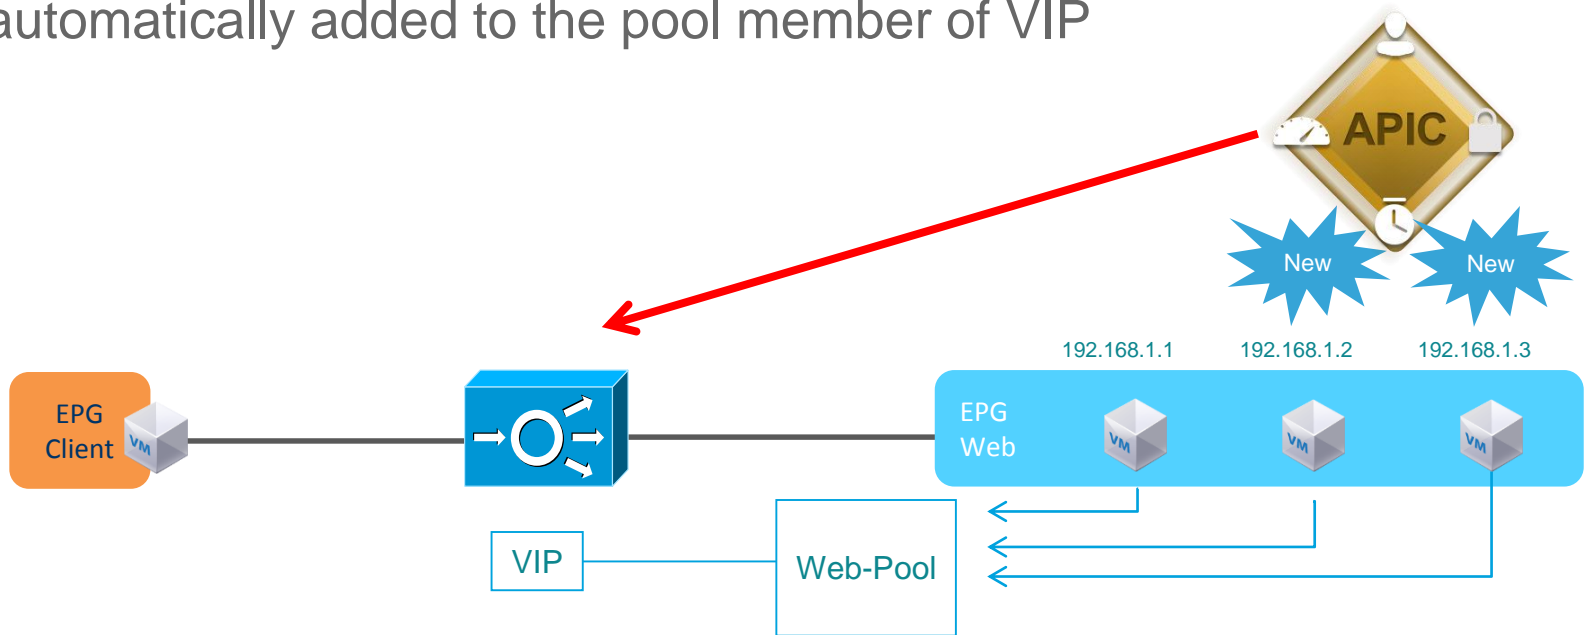 automatically added to the pool member of VIP
APIC
New
New
192.168.1.1
192.168.1.2
192.168.1.3
EPG
Client
VM
EPG
Web
VM
VM
VM
VIP
Web-Pool